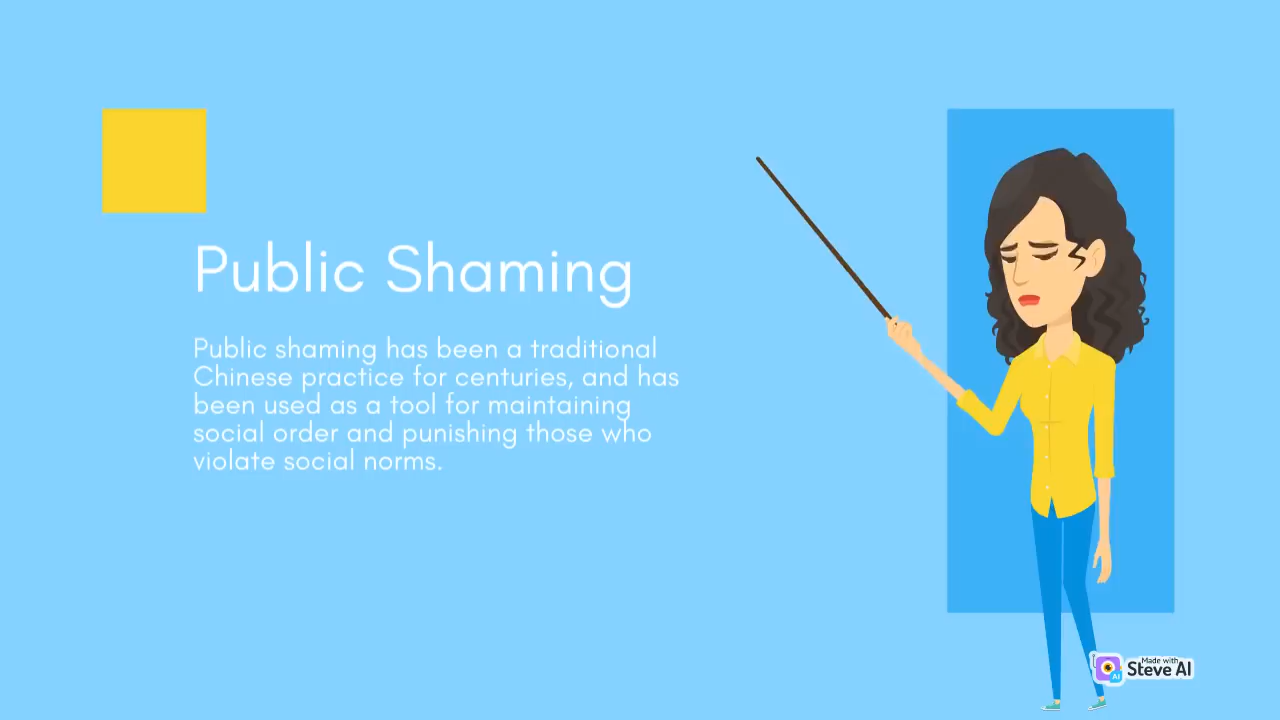 Public Shaming
Public shaming has been a traditional
Chinese practice for centuries, and has
been used as a tool for maintaining
social order and punishing those who
violate social norms.
Made with
Steve AI
AI